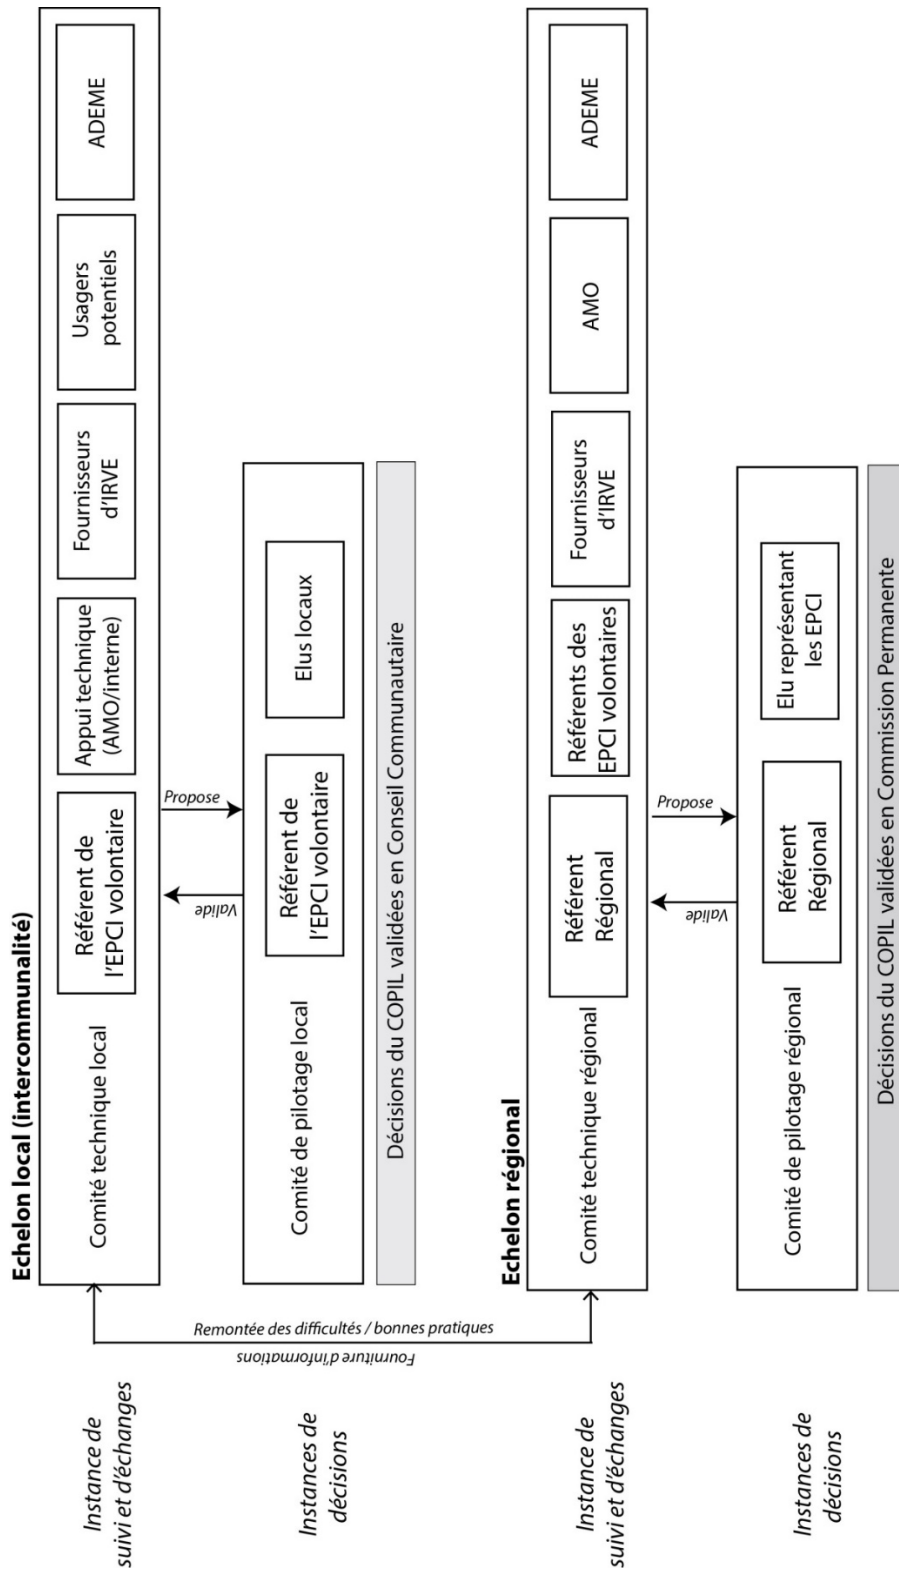 Echelon local (intercommunalité)
Instance de
suivi et d'échanges
Comité technique local
Référent de
l'EPCI volontaire
Appui technique
(AMO/interne)
Fournisseurs
d'IRVE
Usagers
potentiels
ADEME
Valide
Propose
Instances de
décisions
Comité de pilotage local
Référent de
l'EPCI volontaire
Elus locaux
Décisions du COPIL validées en Conseil Communautaire
Remontée des difficultés / bonnes pratiques
Fourniture d'informations
Echelon régional
Instance de
suivi et d'échanges
Comité technique régional
Référent
Régional
Référents des
EPCI volontaires
Fournisseurs
d'IRVE
AMO
ADEME
Valide
Propose
Instances de
décisions
Comité de pilotage régional
Référent
Régional
Elu représentant
les EPCI
Décisions du COPIL validées en Commission Permanente